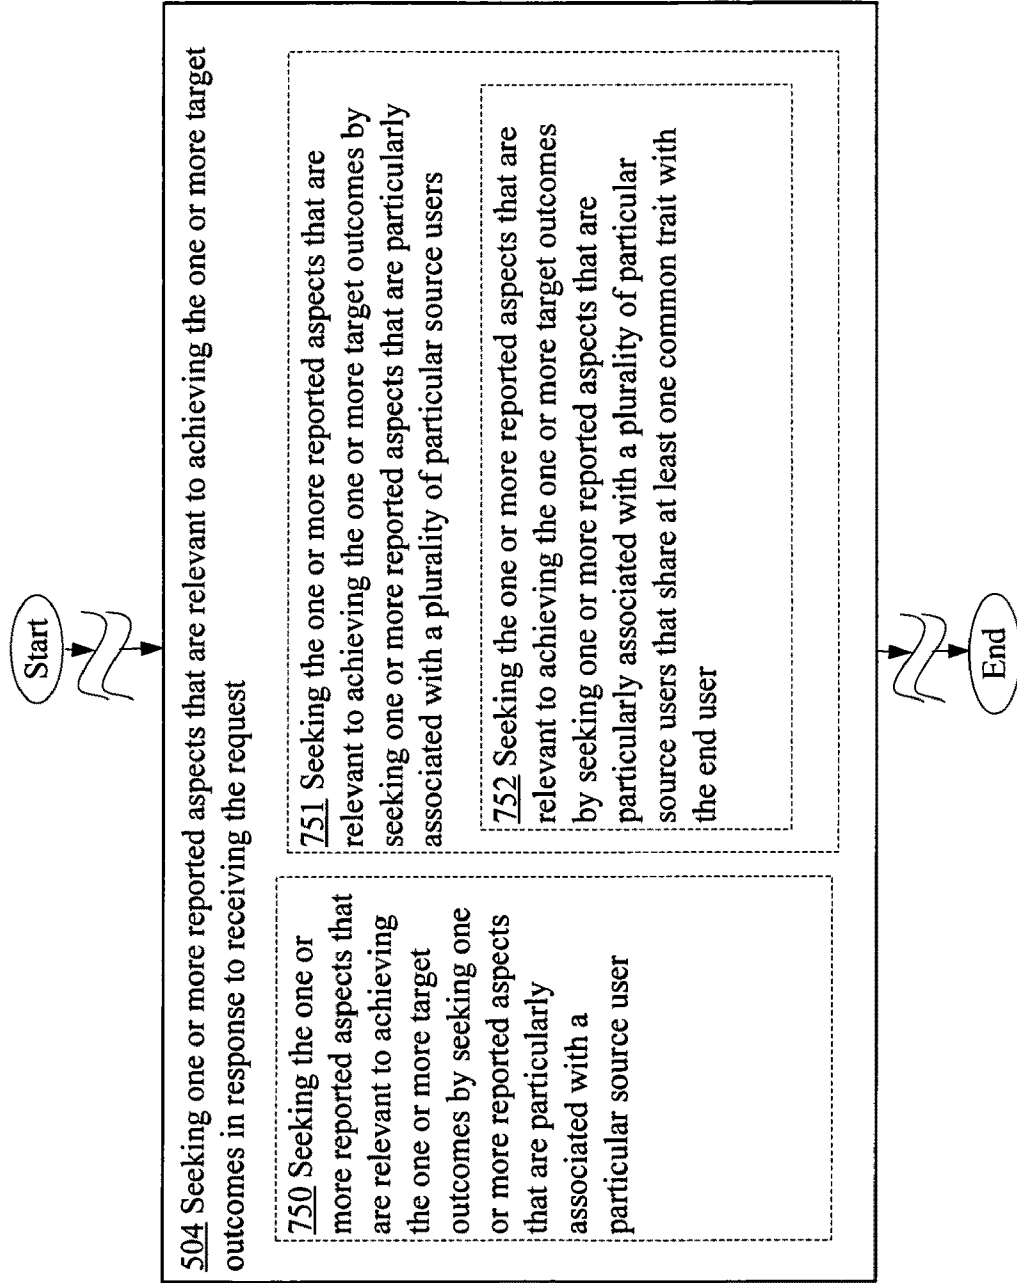 Start
504 Seeking one or more reported aspects that are relevant to achieving the one or more target
outcomes in response to receiving the request
750 Seeking the one or
more reported aspects that
are relevant to achieving
the one or more target
outcomes by seeking one
or more reported aspects
that are particularly
associated with a
particular source user
751 Seeking the one or more reported aspects that are
relevant to achieving the one or more target outcomes by
seeking one or more reported aspects that are particularly
associated with a plurality of particular source users
752 Seeking the one or more reported aspects that are
relevant to achieving the one or more target outcomes
by seeking one or more reported aspects that are
particularly associated with a plurality of particular
source users that share at least one common trait with
the end user
End